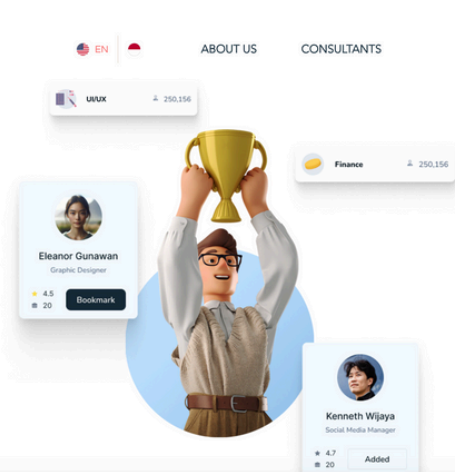 EN
ABOUT US
CONSULTANTS
UI/UX
250,156
Finance
250,156
Eleanor Gunawan
Graphic Designer
4.5
20
Bookmark
Kenneth Wijaya
Social Media Manager
4.7
20
Added